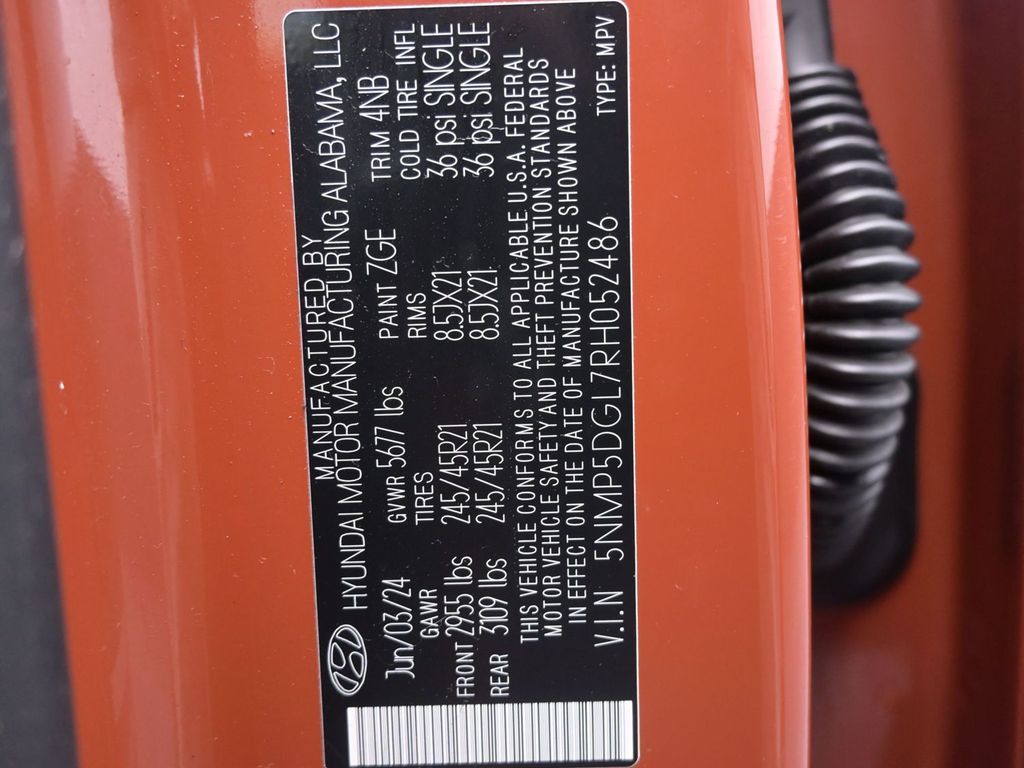 MANUFACTURED BY
HYUNDAI MOTOR MANUFACTURING ALABAMA, LLC
Jun/03/24 GVWR 5677 lbs PAINT ZGE TRIM 4NB
GAWR TIRES RIMS COLD TIRE INFL
FRONT 2955 lbs 245/45R21 8.5JX21 36 psi SINGLE
REAR 3109 lbs 245/45R21 8.5JX21 36 psi SINGLE
THIS VEHICLE CONFORMS TO ALL APPLICABLE U.S.A. FEDERAL
MOTOR VEHICLE SAFETY AND THEFT PREVENTION STANDARDS
IN EFFECT ON THE DATE OF MANUFACTURE SHOWN ABOVE
V.I.N 5NMP5DGL7RH052486 TYPE: MPV